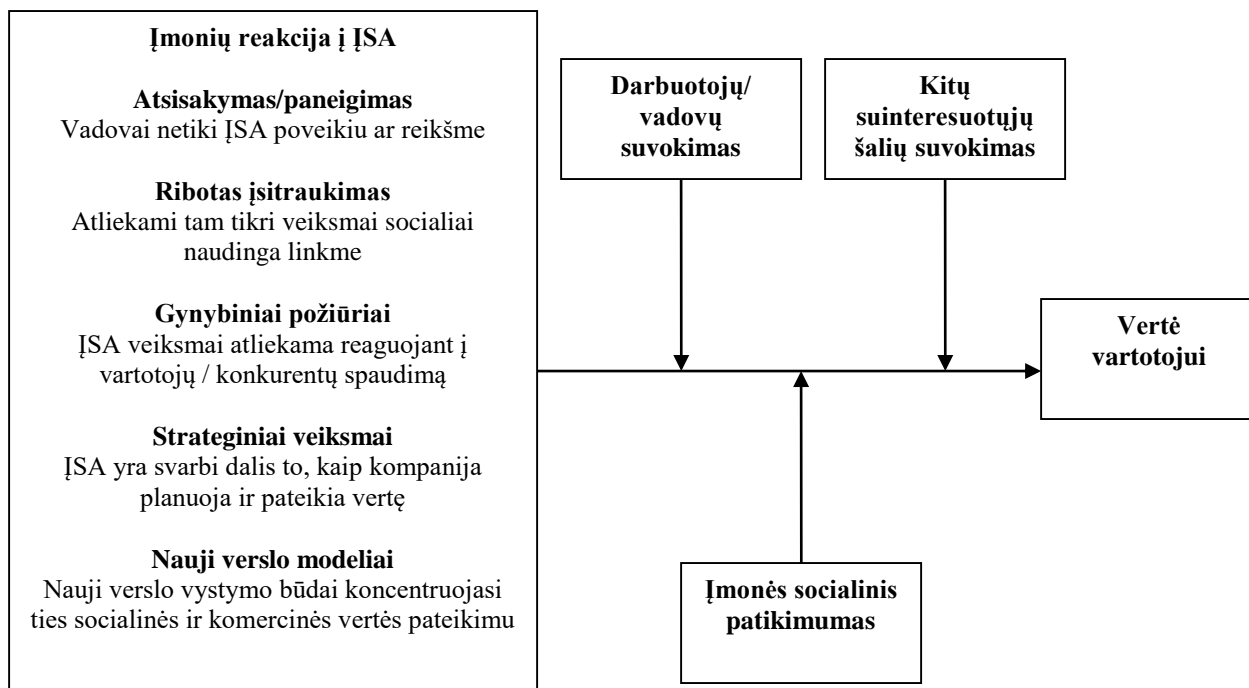 Įmonių reakcija į ĮSA
Atsisakymas/paneigimas
Vadovai netiki ĮSA poveikiu ar reikšme
Ribotas įsitraukimas
Atliekami tam tikri veiksmai socialiai
naudinga linkme
Gynybiniai požiūriai
ĮSA veiksmai atliekama reaguojant į
vartotojų / konkurentų spaudimą
Strateginiai veiksmai
ĮSA yra svarbi dalis to, kaip kompanija
planuoja ir pateikia vertę
Nauji verslo modeliai
Nauji verslo vystymo būdai koncentruojasi
ties socialinės ir komercinės vertės pateikimu
Darbuotojų/
vadovų
suvokimas
Kitų
suinteresuotųjų
šalių suvokimas
Įmonės socialinis
patikimumas
Vertė
vartotojui